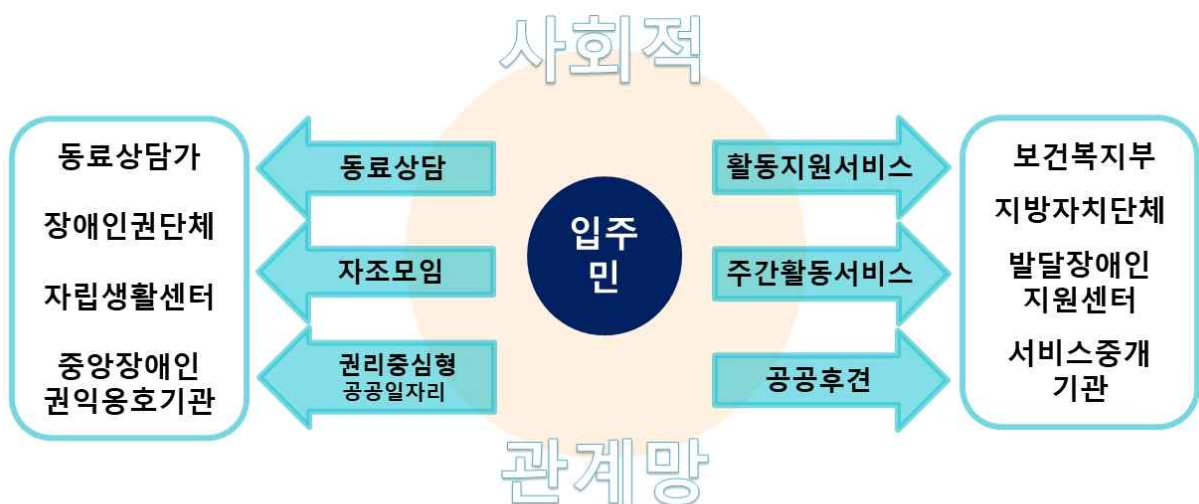 사회적
동료상담가
장애인권단체
자립생활센터
중앙장애인
권익옹호기관
동료상담
자조모임
권리중심형
공공일자리
입주
민
활동지원서비스
주간활동서비스
공공후견
보건복지부
지방자치단체
발달장애인
지원센터
서비스중개
기관
관계망